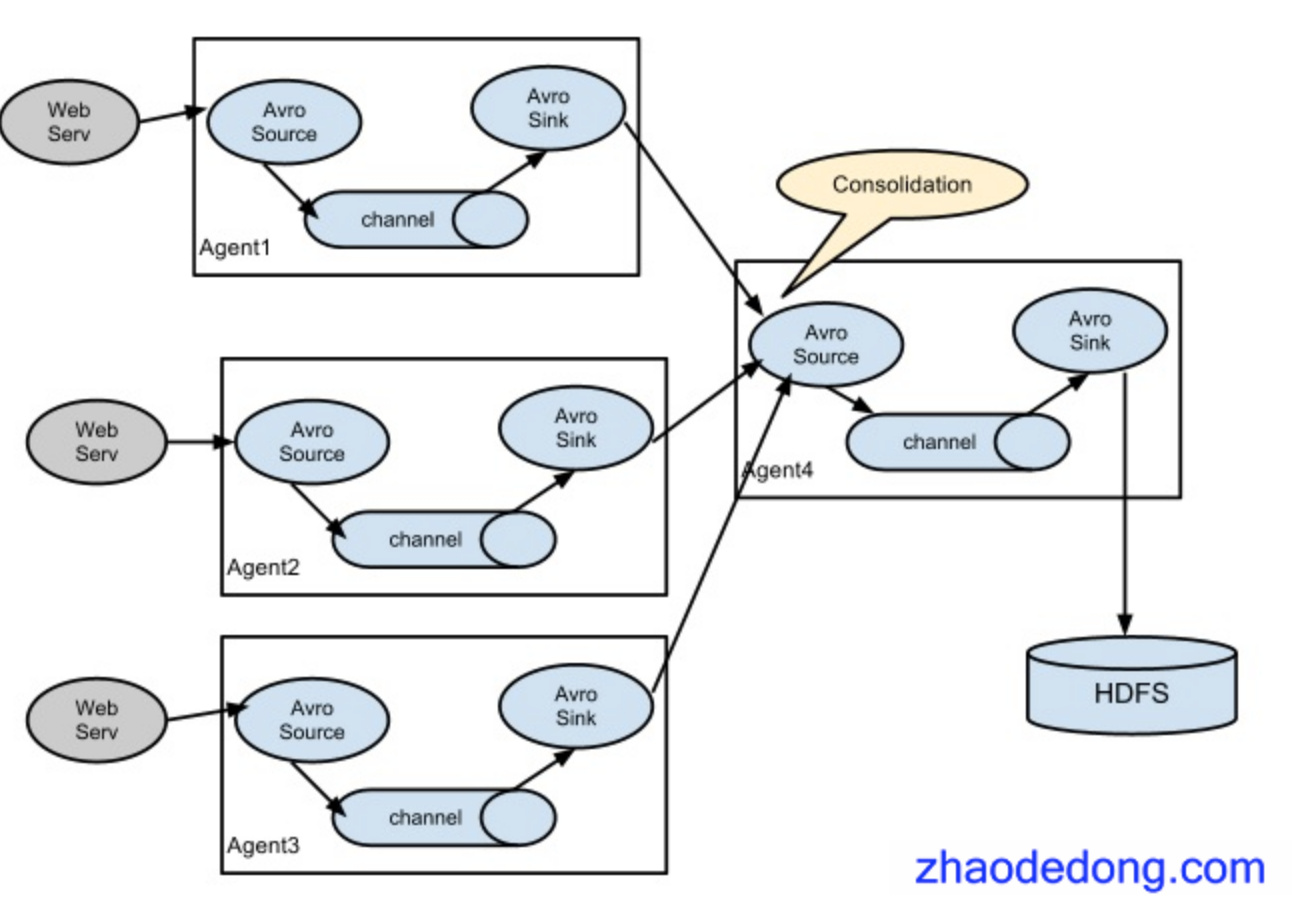 Web
Serv
Avro
Source
Avro
Sink
channel
Agent1
Consolidation
Web
Serv
Avro
Source
Avro
Sink
channel
Agent2
Avro
Source
Avro
Sink
channel
Agent4
Web
Serv
Avro
Source
Avro
Sink
channel
Agent3
HDFS
zhaodedong.com